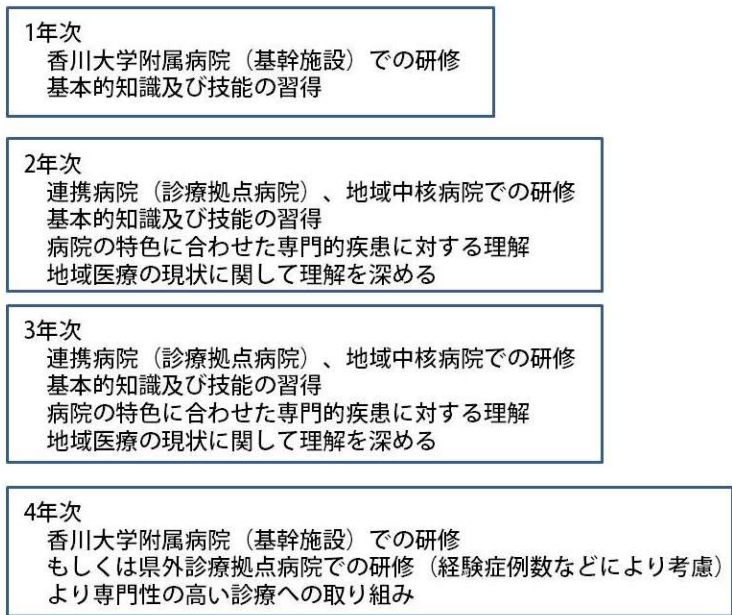 1年次
香川大学附属病院（基幹施設）での研修
基本的知識及び技能の習得
2年次
連携病院（診療拠点病院）、地域中核病院での研修
基本的知識及び技能の習得
病院の特色に合わせた専門的疾患に対する理解
地域医療の現状に関して理解を深める
3年次
連携病院（診療拠点病院）、地域中核病院での研修
基本的知識及び技能の習得
病院の特色に合わせた専門的疾患に対する理解
地域医療の現状に関して理解を深める
4年次
香川大学附属病院（基幹施設）での研修
もしくは県外診療拠点病院での研修（経験症例数などにより考慮）
より専門性の高い診療への取り組み